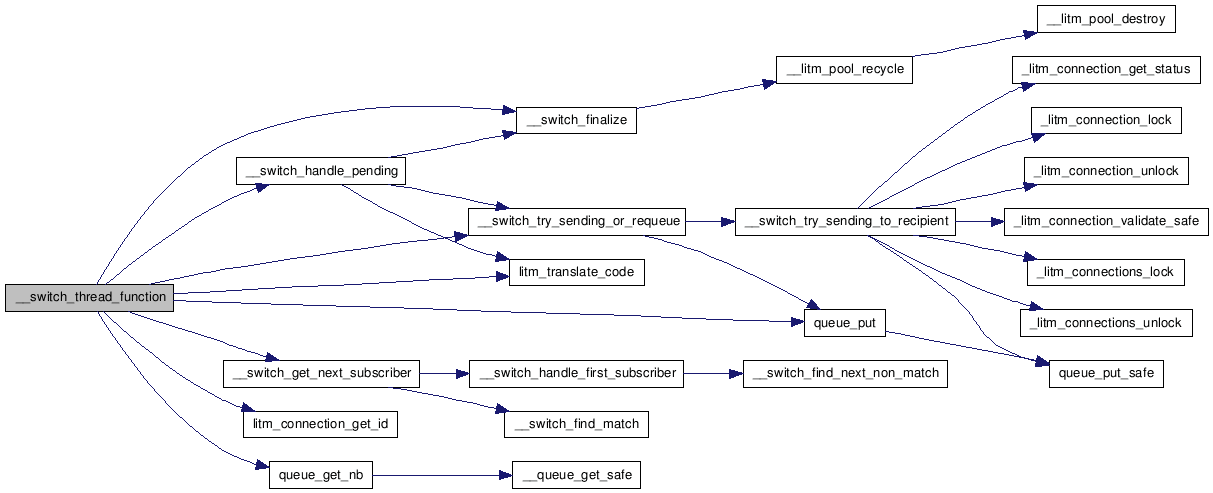 __litm_pool_destroy
__litm_pool_recycle
_litm_connection_get_status
__switch_finalize
_litm_connection_lock
__switch_handle_pending
_litm_connection_unlock
__switch_try_sending_or_requeue
__switch_try_sending_to_recipient
_litm_connection_validate_safe
litm_translate_code
_litm_connections_lock
__switch_thread_function
queue_put
_litm_connections_unlock
__switch_get_next_subscriber
__switch_handle_first_subscriber
__switch_find_next_non_match
queue_put_safe
litm_connection_get_id
__switch_find_match
queue_get_nb
__queue_get_safe